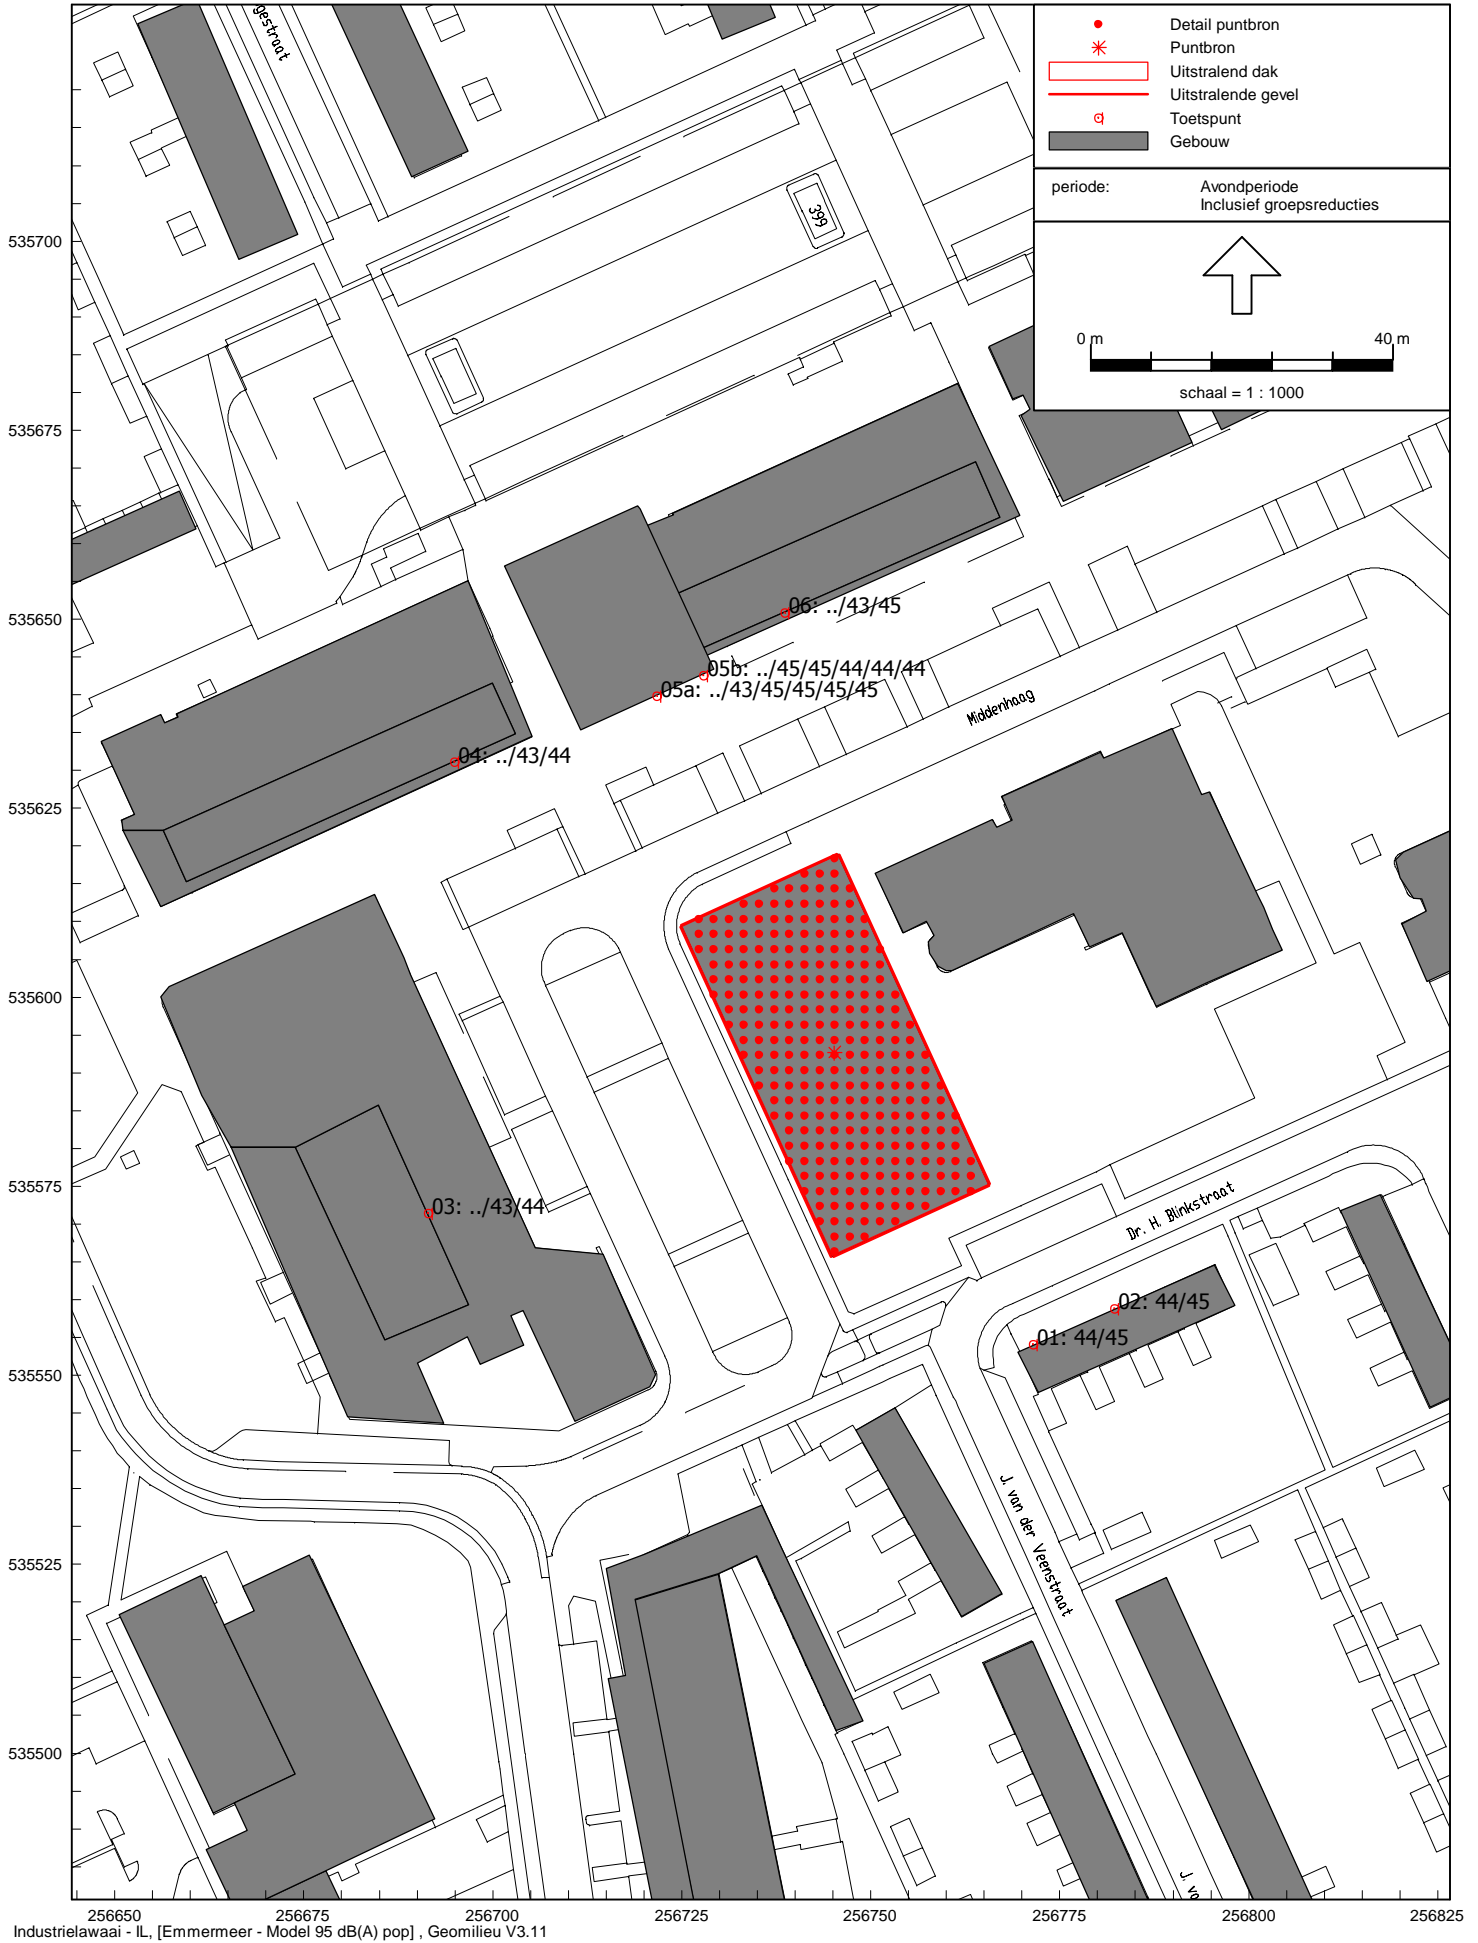 Detail puntbron
Puntbron
Uitstralend dak
Uitstralende gevel
Toetspunt
Gebouw
periode: Avondperiode
Inclusief groepsreducties
0 m 40 m
schaal = 1 : 1000
gestraat
399
535700
535675
535650
535625
535600
535575
535550
535525
535500
06: ../43/45
05b: ../45/45/44/44/44
05a: ../43/45/45/45/45
04: ../43/44
Middenhaag
03: ../43/44
Dr. H. Blinkstraat
02: 44/45
01: 44/45
J. van der Veenstraat
J. va
256650 256675 256700 256725 256750 256775 256800 256825
Industrielawaai - IL, [Emmermeer - Model 95 dB(A) pop] , Geomilieu V3.11